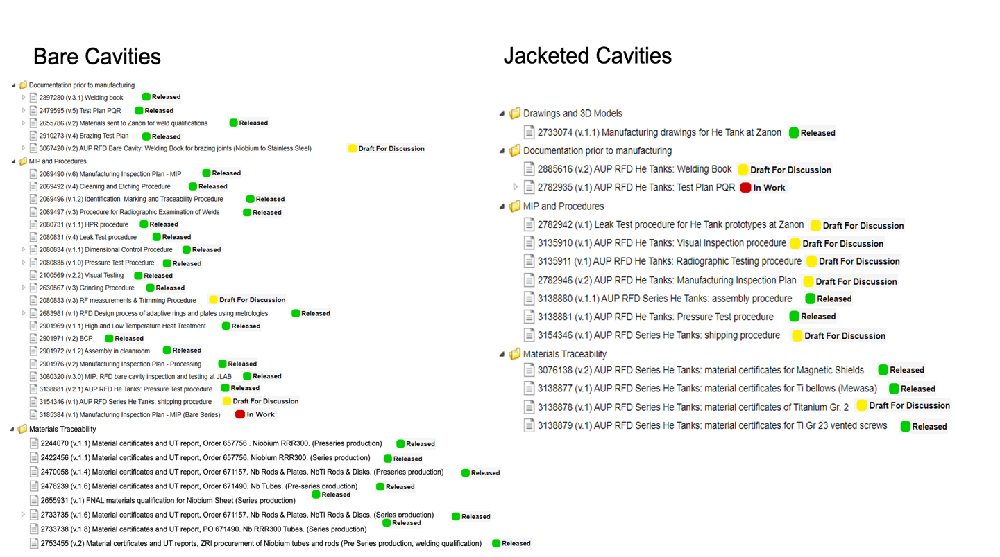 Bare Cavities
Documentation prior to manufacturing
2397280 (v.3.1) Welding book Released
2479595 (v.5) Test Plan PQR Released
2655786 (v.2) Materials sent to Zanon for weld qualifications Released
2910273 (v.4) Brazing Test Plan Released
3067420 (v.2) AUP RFD Bare Cavity: Welding Book for brazing joints (Niobium to Stainless Steel) Draft For Discussion
MIP and Procedures
2069490 (v.6) Manufacturing Inspection Plan - MIP Released
2069492 (v.4) Cleaning and Etching Procedure Released
2069496 (v.1.2) Identification, Marking and Traceability Procedure Released
2069497 (v.3) Procedure for Radiographic Examination of Welds Released
2080731 (v.1.1) HPR procedure Released
2080831 (v.4) Leak Test procedure Released
2080834 (v.1.1) Dimensional Control Procedure Released
2080835 (v.1.0) Pressure Test Procedure Released
2100569 (v.2.2) Visual Testing Released
2630567 (v.3) Grinding Procedure Released
2080833 (v.3) RF measurements & Trimming Procedure Draft For Discussion
2683981 (v.1) RFD Design process of adaptive rings and plates using metrologies Released
2901969 (v.1.1) High and Low Temperature Heat Treatment Released
2901971 (v.2) BCP Released
2901972 (v.1.2) Assembly in cleanroom Released
2901976 (v.2) Manufacturing Inspection Plan - Processing Released
3060320 (v.3.0) MIP: RFD bare cavity inspection and testing at JLAB Released
3138881 (v.2.1) AUP RFD He Tanks: Pressure Test procedure Released
3154346 (v.1) AUP RFD Series He Tanks: shipping procedure Draft For Discussion
3185384 (v.1) Manufacturing Inspection Plan - MIP (Bare Series) In Work
Materials Traceability
2244070 (v.1.1) Material certificates and UT report, Order 657756 . Niobium RRR300. (Preseries production) Released
2422456 (v.1.1) Material certificates and UT report, Order 657756. Niobium RRR300. (Series production) Released
2470058 (v.1.4) Material certificates and UT report, Order 671157. Nb Rods & Plates, NbTi Rods & Disks. (Preseries production) Released
2476239 (v.1.6) Material certificates and UT report, Order 671490. Nb Tubes. (Pre-series production) Released
2655931 (v.1) FNAL materials qualification for Niobium Sheet (Series production) Released
2733735 (v.1.6) Material certificates and UT report, Order 671157. Nb Rods & Plates, NbTi Rods & Discs. (Series production) Released
2733738 (v.1.8) Material certificates and UT report, PO 671490. Nb RRR300 Tubes. (Series production) Released
2753455 (v.2) Material certificates and UT reports, ZRI procurement of Niobium tubes and rods (Pre Series production, welding qualification) Released
Jacketed Cavities
Drawings and 3D Models
2733074 (v.1.1) Manufacturing drawings for He Tank at Zanon Released
Documentation prior to manufacturing
2885616 (v.2) AUP RFD He Tanks: Welding Book Draft For Discussion
2782935 (v.1) AUP RFD He Tanks: Test Plan PQR In Work
MIP and Procedures
2782942 (v.1) Leak Test procedure for He Tank prototypes at Zanon Draft For Discussion
3135910 (v.1) AUP RFD He Tanks: Visual Inspection procedure Draft For Discussion
3135911 (v.1) AUP RFD He Tanks: Radiographic Testing procedure Draft For Discussion
2782946 (v.2) AUP RFD He Tanks: Manufacturing Inspection Plan Draft For Discussion
3138880 (v.1.1) AUP RFD Series He Tanks: assembly procedure Released
3138881 (v.1) AUP RFD He Tanks: Pressure Test procedure Released
3154346 (v.1) AUP RFD Series He Tanks: shipping procedure Draft For Discussion
Materials Traceability
3076138 (v.2) AUP RFD Series He Tanks: material certificates for Magnetic Shields Released
3138877 (v.1) AUP RFD Series He Tanks: material certificates for Ti bellows (Mewasa) Released
3138878 (v.1) AUP RFD Series He Tanks: material certificates of Titanium Gr. 2 Draft For Discussion
3138879 (v.1) AUP RFD Series He Tanks: material certificates for Ti Gr 23 vented screws Released